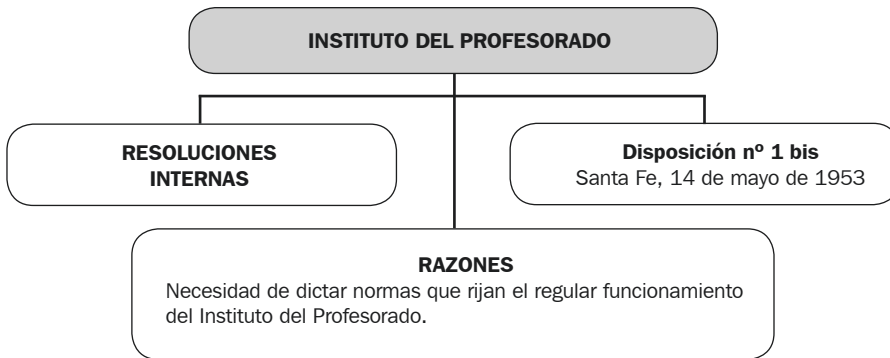 INSTITUTO DEL PROFESORADO
RESOLUCIONES
INTERNAS
Disposición nº 1 bis
Santa Fe, 14 de mayo de 1953
RAZONES
Necesidad de dictar normas que rijan el regular funcionamiento
del Instituto del Profesorado.